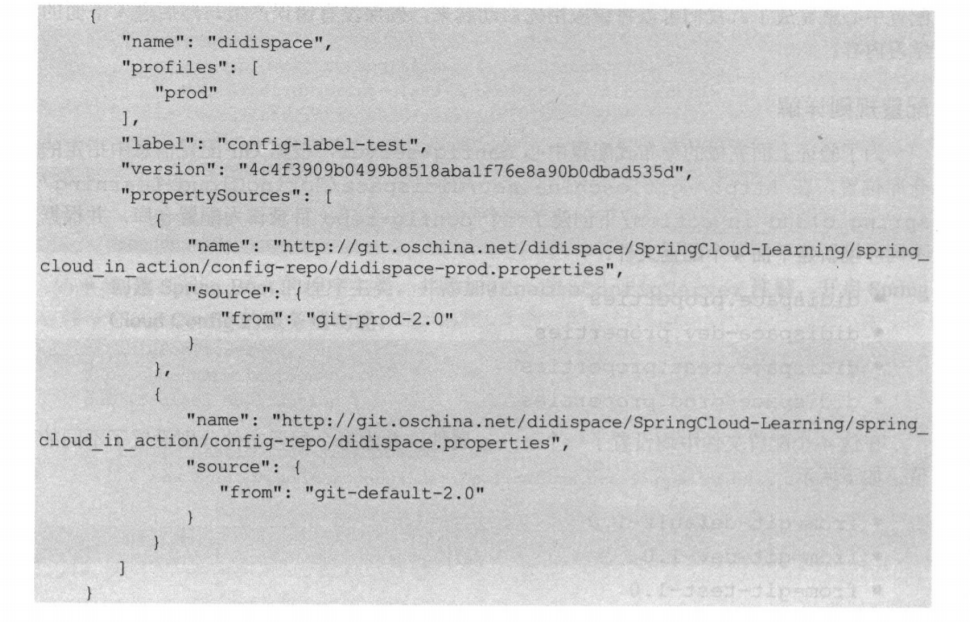 {
"name": "didispace",
"profiles": [
"prod"
],
"label": "config-label-test",
"version": "4c4f3909b0499b8518aba1f76e8a90b0dbad535d",
"propertySources": [
{
"name": "http://git.oschina.net/didispace/SpringCloud-Learning/spring_
cloud_in_action/config-repo/didispace-prod.properties",
"source": {
"from": "git-prod-2.0"
}
},
{
"name": "http://git.oschina.net/didispace/SpringCloud-Learning/spring_
cloud_in_action/config-repo/didispace.properties",
"source": {
"from": "git-default-2.0"
}
}
]
}